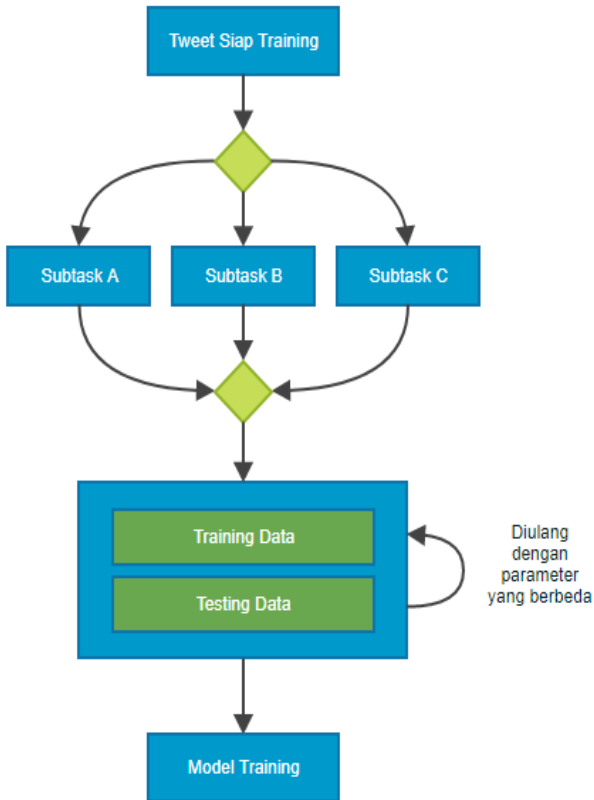 Tweet Siap Training
Subtask A
Subtask B
Subtask C
Training Data
Testing Data
Diulang
dengan
parameter
yang berbeda
Model Training